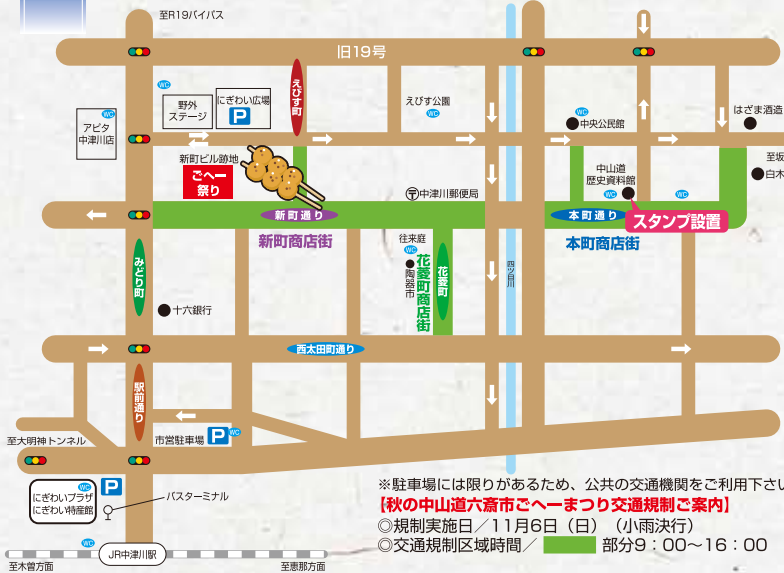 至R19バイパス
旧19号
WC
野外
ステージ
にぎわい広場
P
えびす町
えびす公園
WC
WC
中央公民館
はざま酒造
WC
アピタ
中津川店
新町ビル跡地
ごへー
祭り
〒中津川郵便局
中山道
歴史資料館
WC
WC
至坂
白木
スタンプ設置
新町通り
新町商店街
本町通り
本町商店街
往来庭
WC
陶器市
花菱町商店街
花菱町
四ツ目川
みどり町
十六銀行
西太田町通り
駅前通り
至大明神トンネル
市営駐車場
P
WC
WC
にぎわいプラザ
にぎわい特産館
P
バスターミナル
WC
JR中津川駅
至木曽方面
至恵那方面
※駐車場には限りがあるため、公共の交通機関をご利用下さい
【秋の中山道六斎市ごへーまつり交通規制ご案内】
◎規制実施日／11月6日（日）（小雨決行）
◎交通規制区域時間／ 部分9：00〜16：00